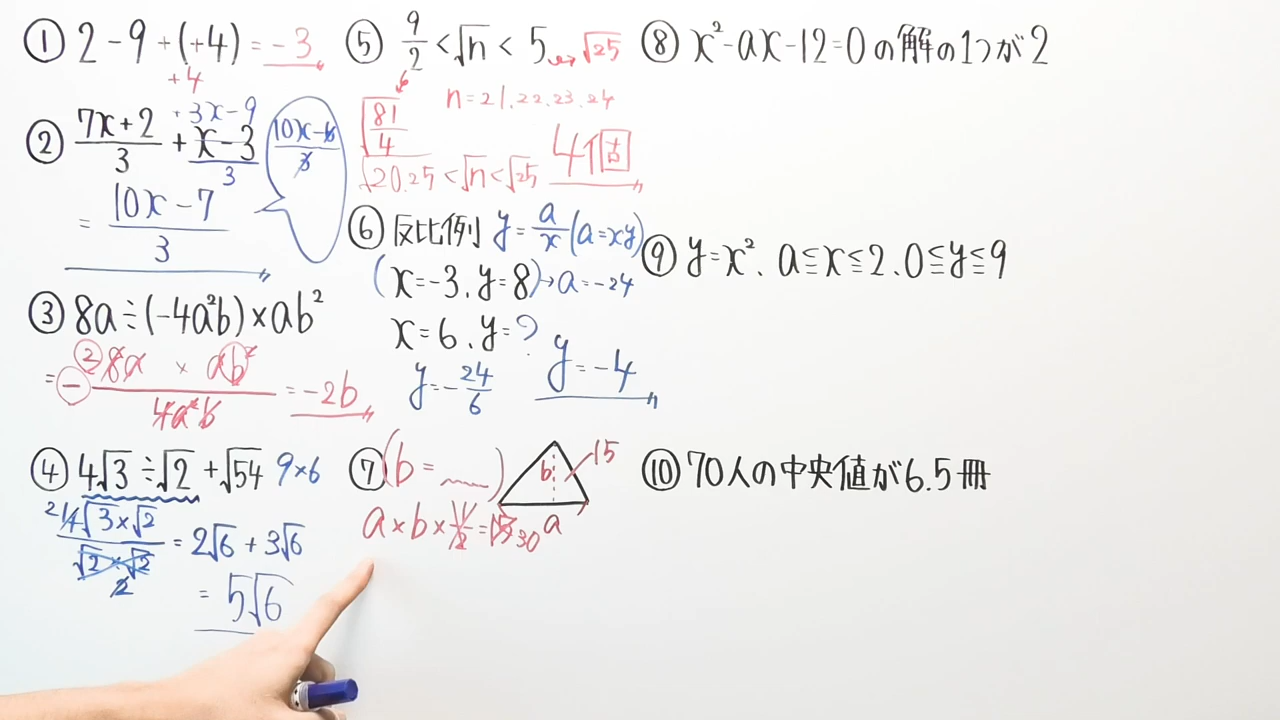 ① 2-9+(+4)=-3
+4
② 7x+2/3 + x-3 +3x-9/3
10x-6/3
= 10x-7/3
③ 8a÷(-4a²b)×ab²
= - 2 8a × ab²/4a²b = -2b
④ 4√3÷√2+√54 9×6
2 4√3×√2/√2×√2 2 = 2√6+3√6
= 5√6
⑤ 9/2<√n<5 ↔ √25
n=21.22.23.24
√81/4
4個
√20.25<√n<√25
⑥ 反比例 y=a/x (a=xy)
(x=-3、y=8)→a=-24
x=6、y=?
y=-24/6 y=-4
⑦ (b= )
b 15
a×b×1/2=15 30 a
⑧ x²-ax-12=0の解の1つが2
⑨ y=x²、a≦x≦2、0≦y≦9
⑩ 70人の中央値が6.5冊